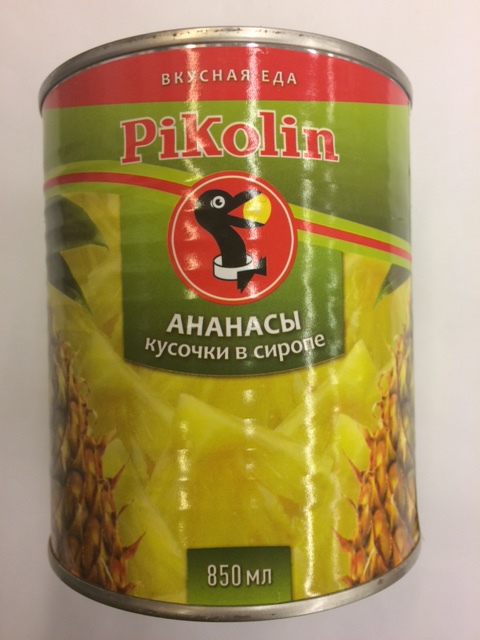 ВКУСНАЯ ЕДА
PiKolin
АНАНАСЫ
кусочки в сиропе
850 мл